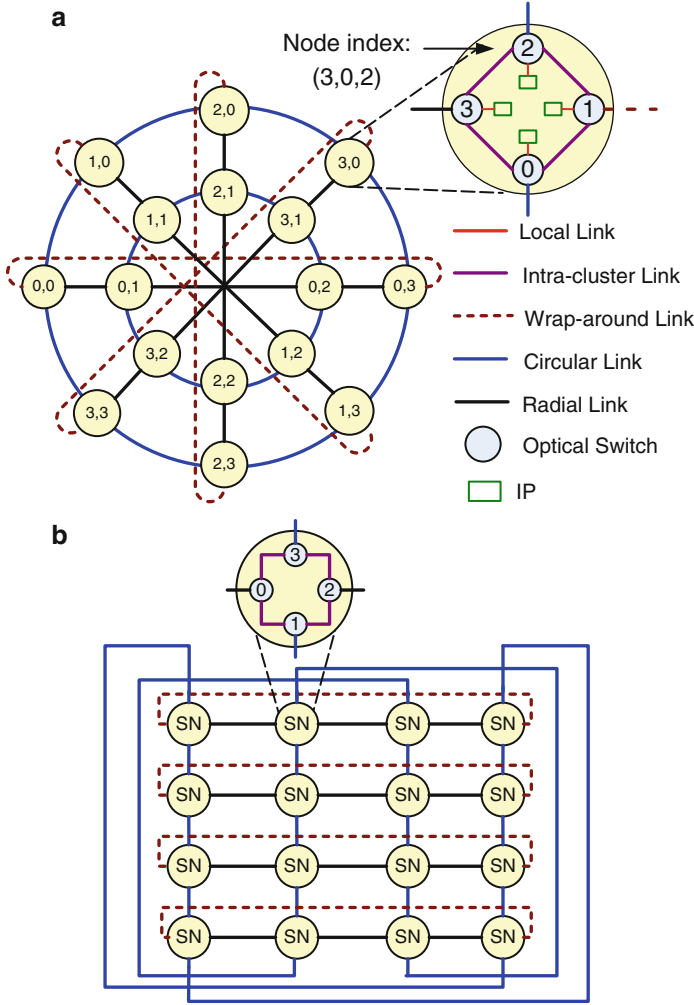 a
Node index:
(3,0,2)
2
3
1
0
2,0
1,0
3,0
2,1
1,1
3,1
0,0
0,1
0,2
0,3
3,2
1,2
2,2
3,3
1,3
2,3
Local Link
Intra-cluster Link
Wrap-around Link
Circular Link
Radial Link
Optical Switch
IP
b
3
0
2
1
SN SN SN SN
SN SN SN SN
SN SN SN SN
SN SN SN SN